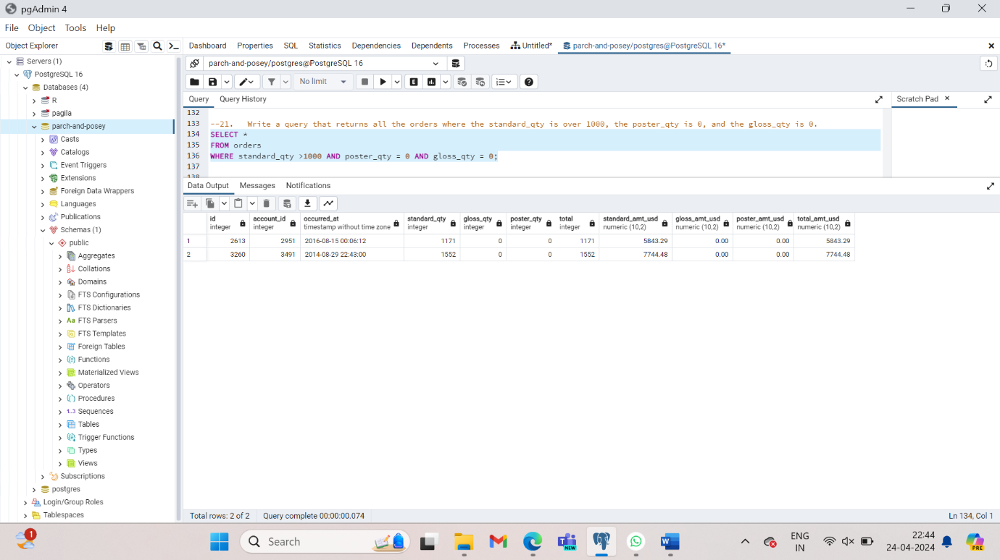 pgAdmin 4
File Object Tools Help
Object Explorer
Dashboard Properties SQL Statistics Dependencies Dependents Processes Untitled* parch-and-posey/postgres@PostgreSQL 16*
Servers (1)
PostgreSQL 16
Databases (4)
R
pagila
parch-and-posey
Casts
Catalogs
Event Triggers
Extensions
Foreign Data Wrappers
Languages
Publications
Schemas (1)
public
Aggregates
Collations
Domains
FTS Configurations
FTS Dictionaries
Aa FTS Parsers
FTS Templates
Foreign Tables
Functions
Materialized Views
Operators
Procedures
1..3 Sequences
Tables
Trigger Functions
Types
Views
Subscriptions
postgres
Login/Group Roles
Tablespaces
parch-and-posey/postgres@PostgreSQL 16
No limit E
Query Query History
Scratch Pad
132
133 --21. Write a query that returns all the orders where the standard_qty is over 1000, the poster_qty is 0, and the gloss_qty is 0.
134 SELECT *
135 FROM orders
136 WHERE standard_qty >1000 AND poster_qty = 0 AND gloss_qty = 0;
137
138
Data Output Messages Notifications
id account_id occurred_at standard_qty gloss_qty poster_qty total standard_amt_usd gloss_amt_usd poster_amt_usd total_amt_usd
integer integer timestamp without time zone integer integer integer integer numeric (10,2) numeric (10,2) numeric (10,2) numeric (10,2)
1 2613 2951 2016-08-15 00:06:12 1171 0 0 1171 5843.29 0.00 0.00 5843.29
2 3260 3491 2014-08-29 22:43:00 1552 0 0 1552 7744.48 0.00 0.00 7744.48
Total rows: 2 of 2 Query complete 00:00:00.074 Ln 134, Col 1
1
Search
NEW
W
ENG
IN
22:44
24-04-2024
PRE